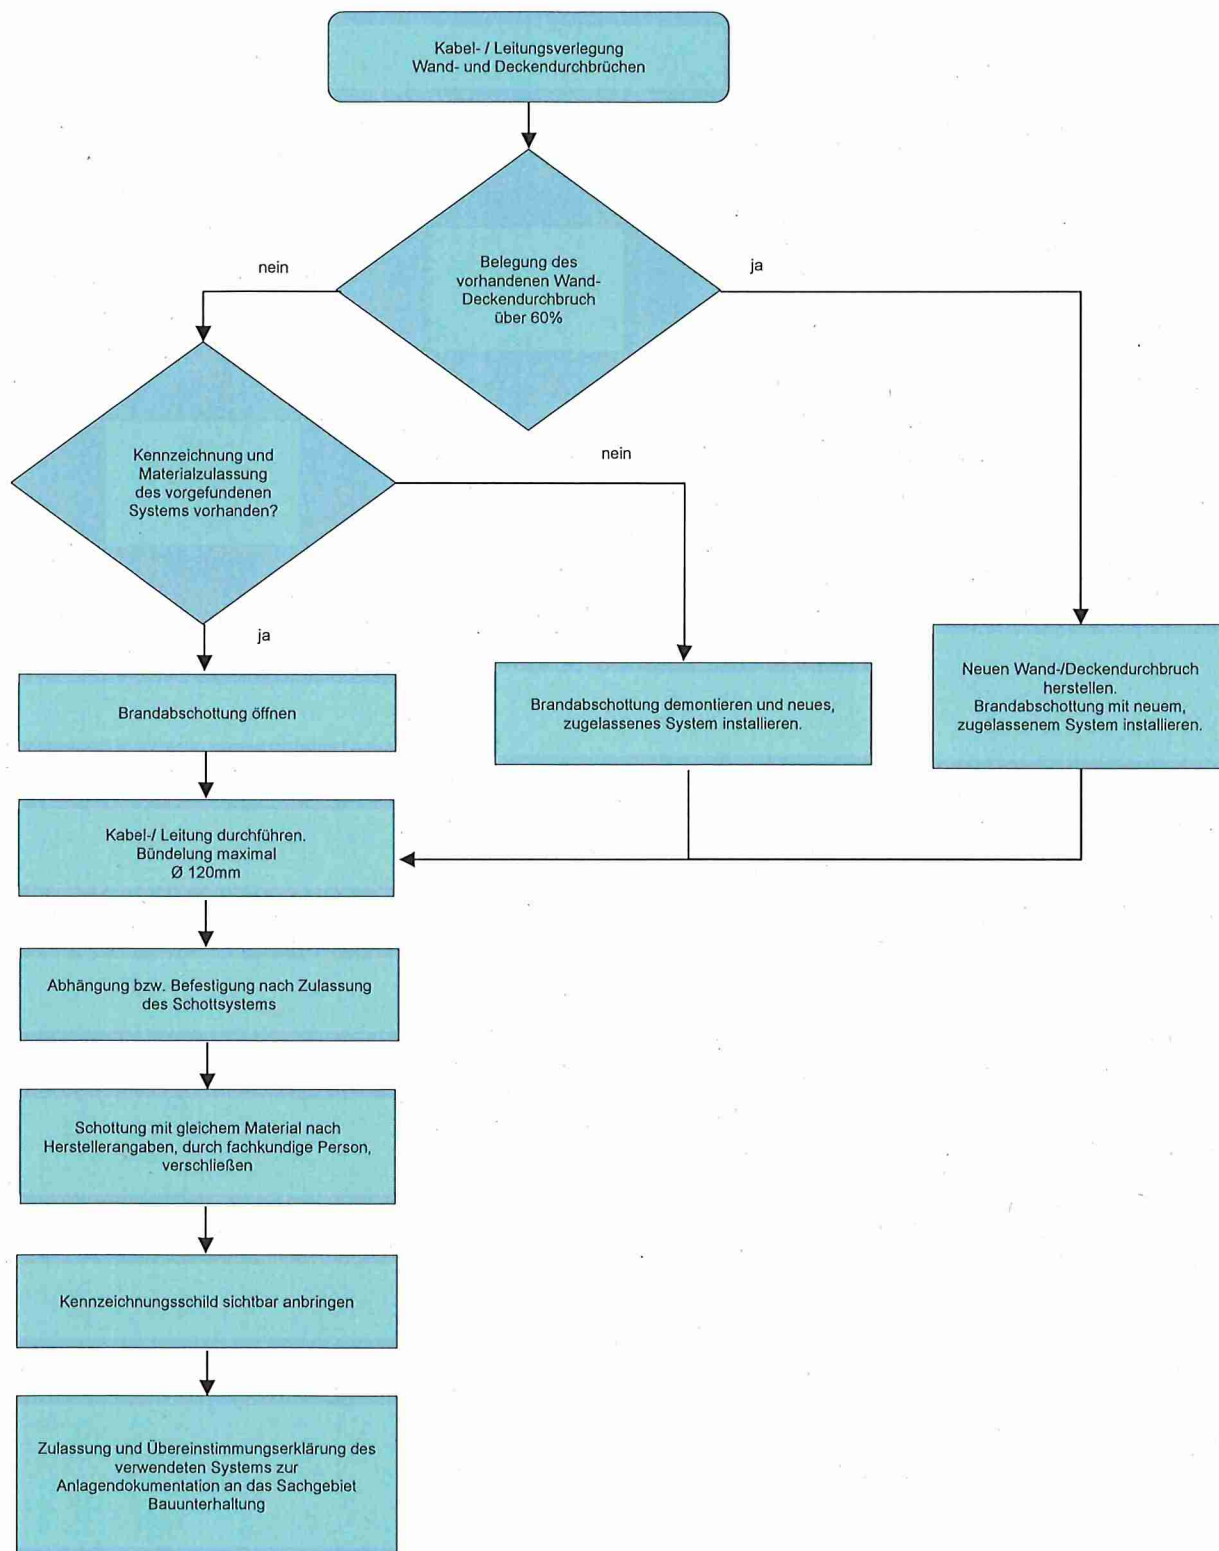 Kabel- / Leitungsverlegung
Wand- und Deckendurchbrüchen
nein
Belegung des
vorhandenen Wand-
Deckendurchbruch
über 60%
ja
Kennzeichnung und
Materialzulassung
des vorgefundenen
Systems vorhanden?
nein
ja
Brandabschottung öffnen
Brandabschottung demontieren und neues,
zugelassenes System installieren.
Neuen Wand-/Deckendurchbruch
herstellen.
Brandabschottung mit neuem,
zugelassenem System installieren.
Kabel-/ Leitung durchführen.
Bündelung maximal
Ø 120mm
Abhängung bzw. Befestigung nach Zulassung
des Schottsystems
Schottung mit gleichem Material nach
Herstellerangaben, durch fachkundige Person,
verschließen
Kennzeichnungsschild sichtbar anbringen
Zulassung und Übereinstimmungserklärung des
verwendeten Systems zur
Anlagendokumentation an das Sachgebiet
Bauunterhaltung